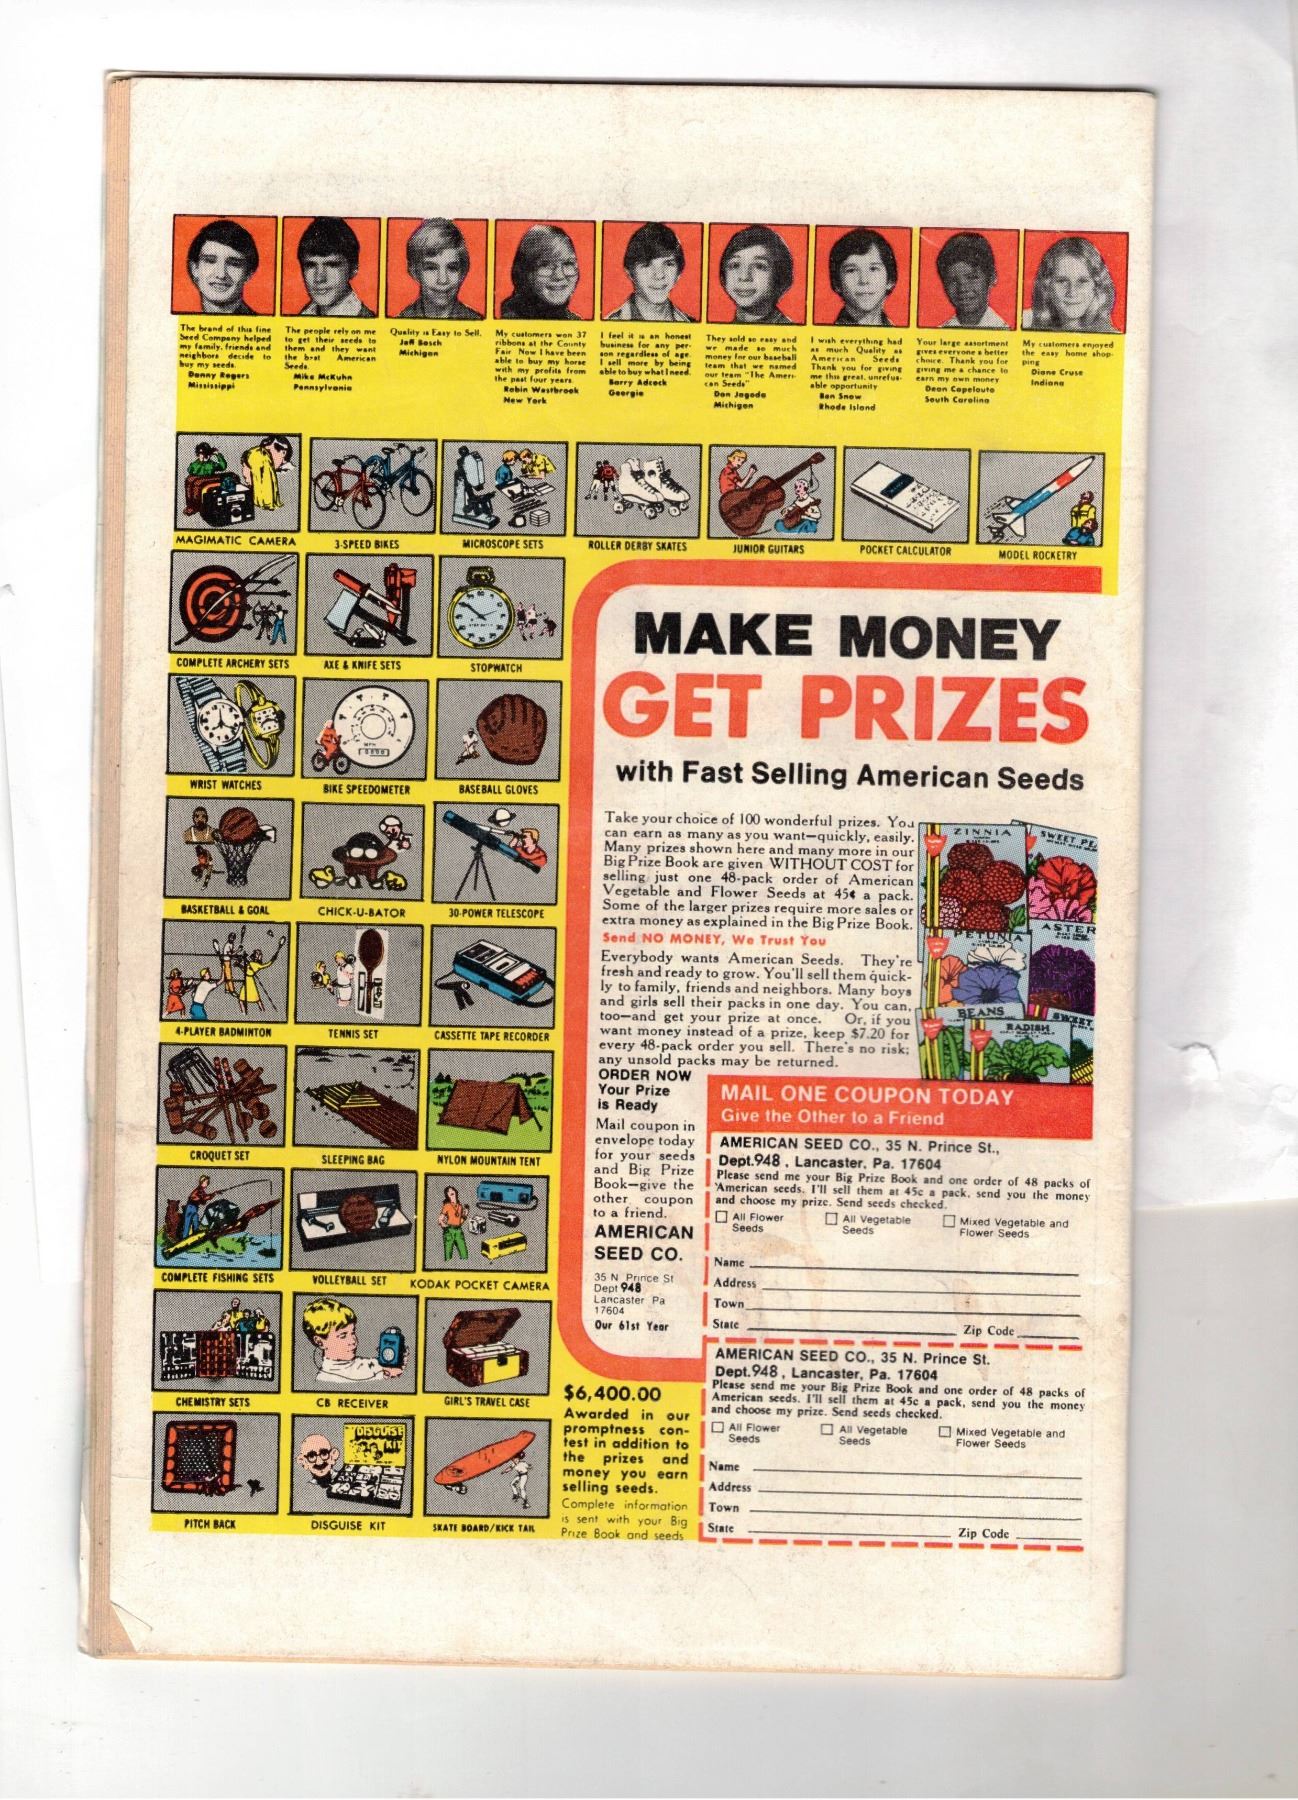 The brand of this fine
Seed Company helped
my family, friends and
neighbors decide to
buy my seeds.
Danny Rogers
Mississippi
The people rely on me
to get their seeds to
them and they want
the best American
Seeds.
Mike McKuhn
Pennsylvania
Quality is Easy to Sell.
Jeff Bosch
Michigan
My customers won 37
ribbons at the County
Fair Now I have been
able to buy my horse
with my profits from
the past four years.
Robin Westbrook
New York
I feel it is an honest
business for any per-
son regardless of age.
I sell more by being
able to buy what I need.
Barry Adcock
Georgia
They sold so easy and
we made so much
money for our baseball
team that we named
our team "The Ameri-
can Seeds"
Don Jagoda
Michigan
I wish everything had
as much Quality as
American Seeds
Thank you for giving
me this great, unrefus-
able opportunity
Ben Snow
Rhode Island
Your large assortment
gives everyone a better
choice. Thank you for
giving me a chance to
earn my own money
Dean Capelouto
South Carolina
My customers enjoyed
the easy home shop-
ping
Diane Cruse
Indiana
MAGIMATIC CAMERA
3-SPEED BIKES
MICROSCOPE SETS
ROLLER DERBY SKATES
JUNIOR GUITARS
POCKET CALCULATOR
MODEL ROCKETRY
COMPLETE ARCHERY SETS
AXE & KNIFE SETS
STOPWATCH
WRIST WATCHES
BIKE SPEEDOMETER
BASEBALL GLOVES
BASKETBALL & GOAL
CHICK-U-BATOR
30-POWER TELESCOPE
4-PLAYER BADMINTON
TENNIS SET
CASSETTE TAPE RECORDER
CROQUET SET
SLEEPING BAG
NYLON MOUNTAIN TENT
COMPLETE FISHING SETS
VOLLEYBALL SET
KODAK POCKET CAMERA
CHEMISTRY SETS
CB RECEIVER
GIRL'S TRAVEL CASE
DISGUISE
KIT
PITCH BACK
DISGUISE KIT
SKATE BOARD/KICK TAIL
MAKE MONEY
GET PRIZES
with Fast Selling American Seeds
Take your choice of 100 wonderful prizes. You
can earn as many as you want—quickly, easily.
Many prizes shown here and many more in our
Big Prize Book are given WITHOUT COST for
selling just one 48-pack order of American
Vegetable and Flower Seeds at 45¢ a pack.
Some of the larger prizes require more sales or
extra money as explained in the Big Prize Book.
Send NO MONEY, We Trust You
Everybody wants American Seeds. They're
fresh and ready to grow. You'll sell them quick-
ly to family, friends and neighbors. Many boys
and girls sell their packs in one day. You can,
too—and get your prize at once. Or, if you
want money instead of a prize, keep $7.20 for
every 48-pack order you sell. There's no risk;
any unsold packs may be returned.
ZINNIA
SWEET PE
ASTER
PETUNIA
BEANS
RADISH
SWEET
ORDER NOW
Your Prize
is Ready
Mail coupon in
envelope today
for your seeds
and Big Prize
Book—give the
other coupon
to a friend.
AMERICAN
SEED CO.
35 N. Prince St
Dept 948
Lancaster Pa
17604
Our 61st Year
MAIL ONE COUPON TODAY
Give the Other to a Friend
AMERICAN SEED CO., 35 N. Prince St.,
Dept.948 , Lancaster, Pa. 17604
Please send me your Big Prize Book and one order of 48 packs of
American seeds. I'll sell them at 45c a pack, send you the money
and choose my prize. Send seeds checked.
All Flower
Seeds
All Vegetable
Seeds
Mixed Vegetable and
Flower Seeds
Name
Address
Town
State Zip Code
AMERICAN SEED CO., 35 N. Prince St.
Dept.948, Lancaster, Pa. 17604
Please send me your Big Prize Book and one order of 48 packs of
American seeds. I'll sell them at 45c a pack, send you the money
and choose my prize. Send seeds checked.
All Flower
Seeds
All Vegetable
Seeds
Mixed Vegetable and
Flower Seeds
Name
Address
Town
State Zip Code
$6,400.00
Awarded in our
promptness con-
test in addition to
the prizes and
money you earn
selling seeds.
Complete information
is sent with your Big
Prize Book and seeds